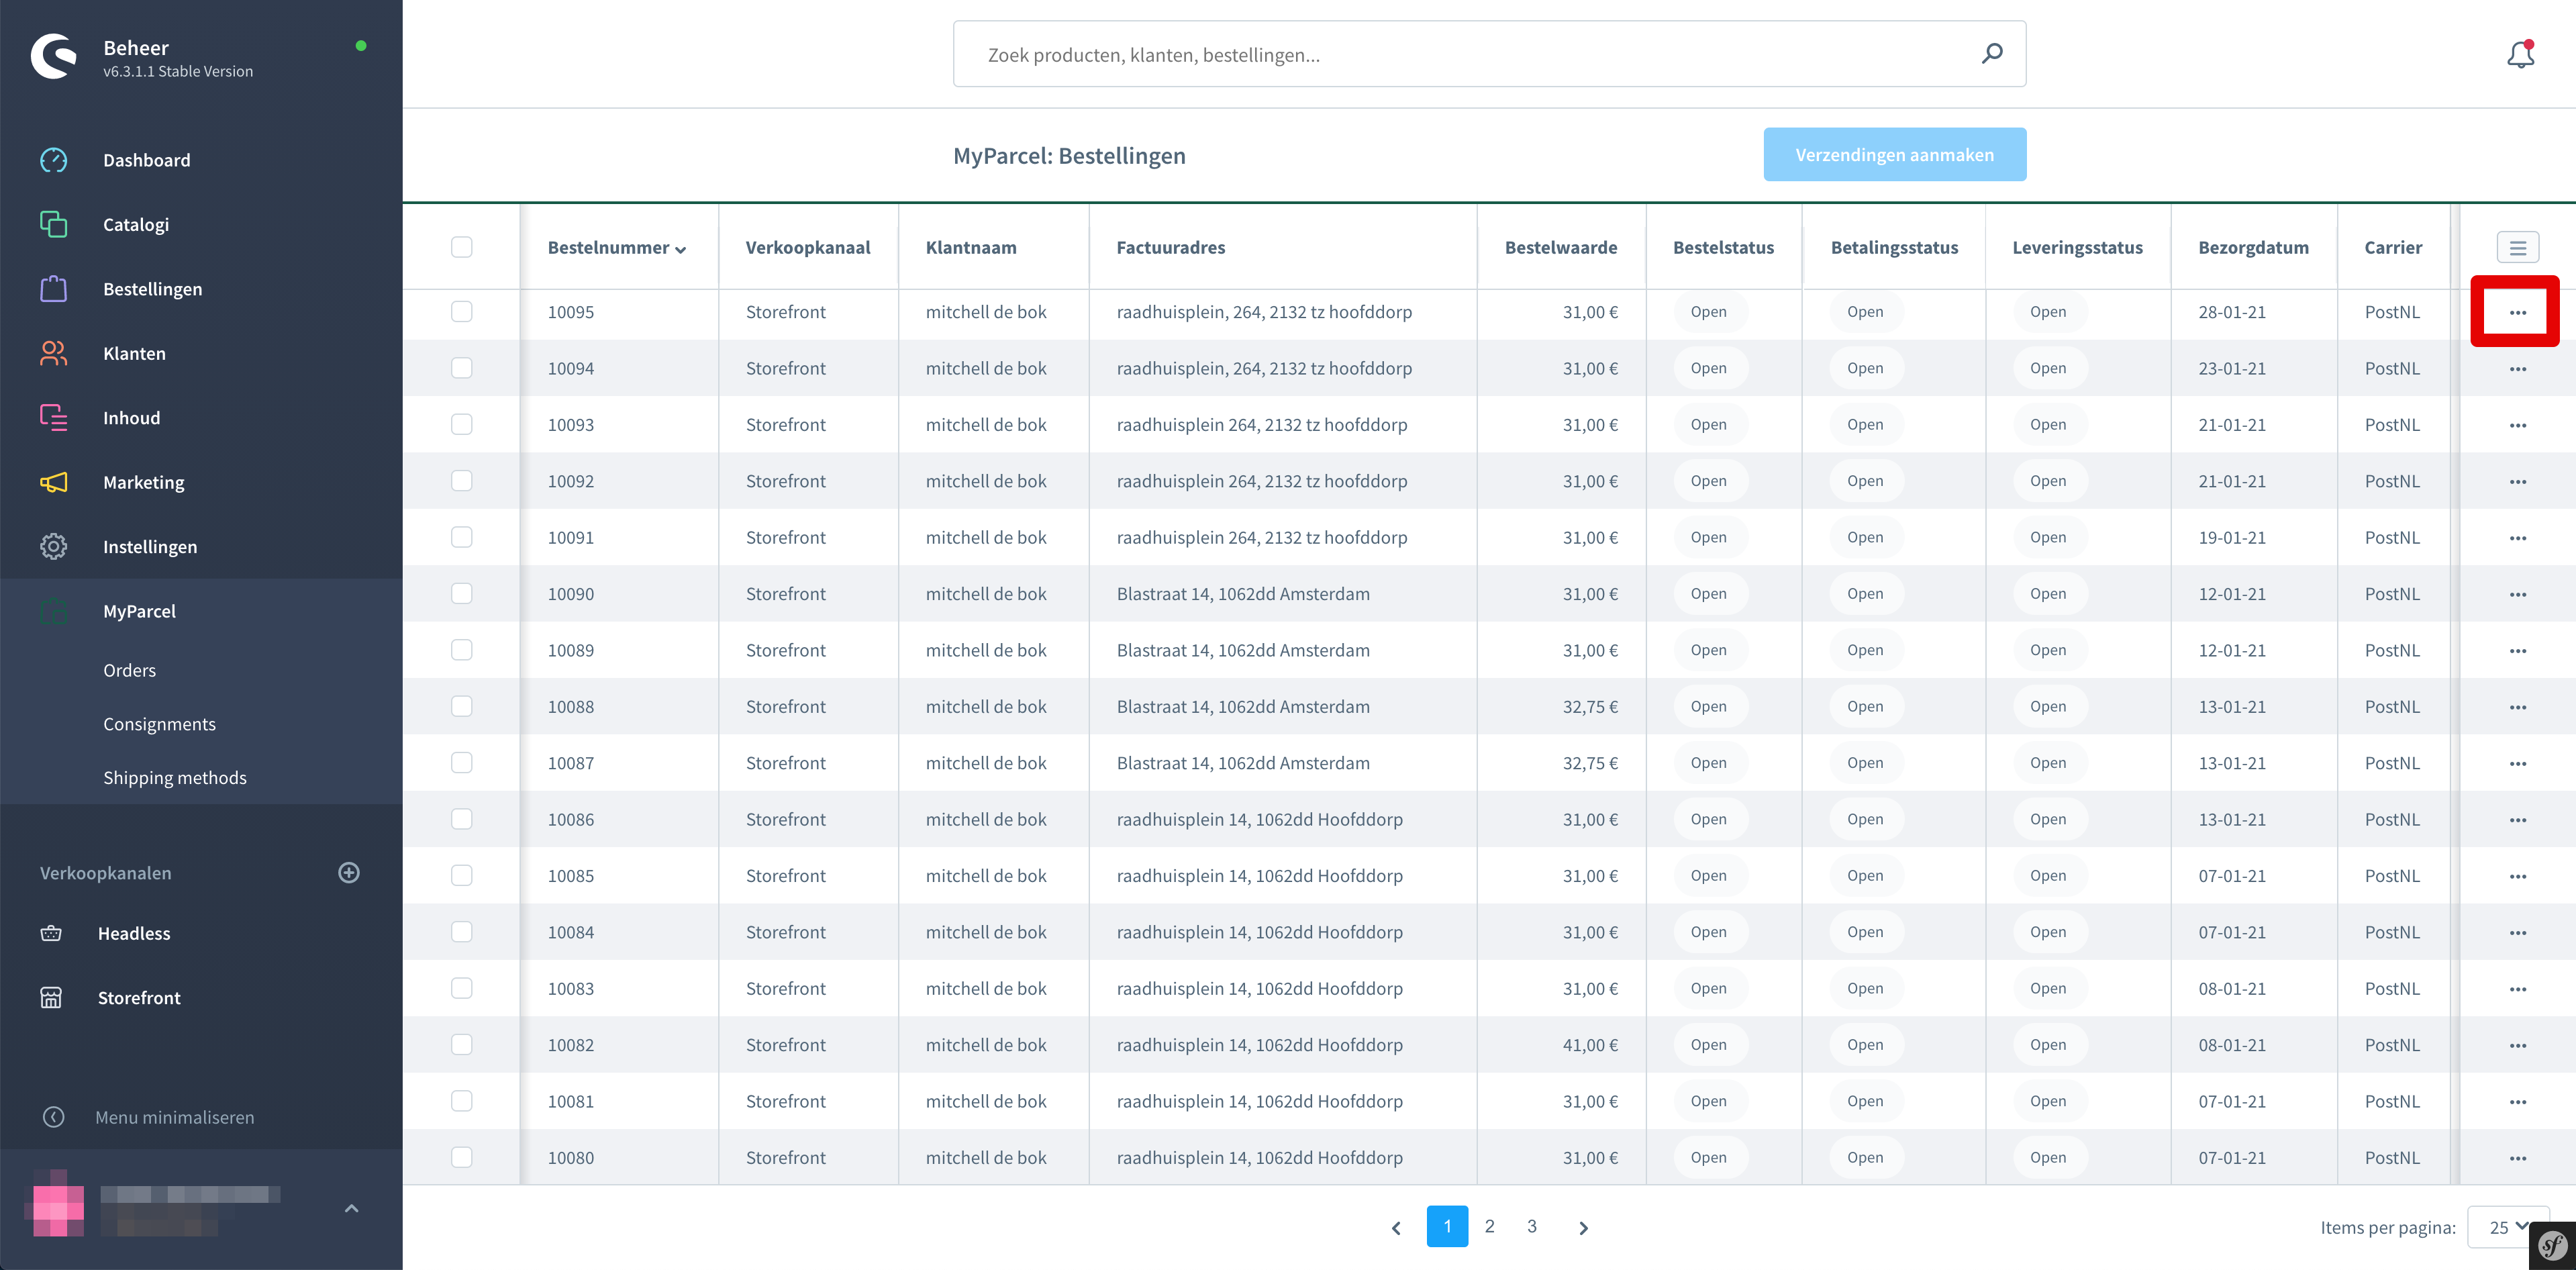 Beheer
v6.3.1.1 Stable Version
Dashboard
Catalogi
Bestellingen
Klanten
Inhoud
Marketing
Instellingen
MyParcel
Orders
Consignments
Shipping methods
Verkoopkanalen
Headless
Storefront
Menu minimaliseren
Zoek producten, klanten, bestellingen...
MyParcel: Bestellingen
Verzendingen aanmaken
Bestelnummer Verkoopkanaal Klantnaam Factuuradres Bestelwaarde Bestelstatus Betalingsstatus Leveringsstatus Bezorgdatum Carrier
10095 Storefront mitchell de bok raadhuisplein, 264, 2132 tz hoofddorp 31,00 € Open Open Open 28-01-21 PostNL
10094 Storefront mitchell de bok raadhuisplein, 264, 2132 tz hoofddorp 31,00 € Open Open Open 23-01-21 PostNL
10093 Storefront mitchell de bok raadhuisplein 264, 2132 tz hoofddorp 31,00 € Open Open Open 21-01-21 PostNL
10092 Storefront mitchell de bok raadhuisplein 264, 2132 tz hoofddorp 31,00 € Open Open Open 21-01-21 PostNL
10091 Storefront mitchell de bok raadhuisplein 264, 2132 tz hoofddorp 31,00 € Open Open Open 19-01-21 PostNL
10090 Storefront mitchell de bok Blastraat 14, 1062dd Amsterdam 31,00 € Open Open Open 12-01-21 PostNL
10089 Storefront mitchell de bok Blastraat 14, 1062dd Amsterdam 31,00 € Open Open Open 12-01-21 PostNL
10088 Storefront mitchell de bok Blastraat 14, 1062dd Amsterdam 32,75 € Open Open Open 13-01-21 PostNL
10087 Storefront mitchell de bok Blastraat 14, 1062dd Amsterdam 32,75 € Open Open Open 13-01-21 PostNL
10086 Storefront mitchell de bok raadhuisplein 14, 1062dd Hoofddorp 31,00 € Open Open Open 13-01-21 PostNL
10085 Storefront mitchell de bok raadhuisplein 14, 1062dd Hoofddorp 31,00 € Open Open Open 07-01-21 PostNL
10084 Storefront mitchell de bok raadhuisplein 14, 1062dd Hoofddorp 31,00 € Open Open Open 07-01-21 PostNL
10083 Storefront mitchell de bok raadhuisplein 14, 1062dd Hoofddorp 31,00 € Open Open Open 08-01-21 PostNL
10082 Storefront mitchell de bok raadhuisplein 14, 1062dd Hoofddorp 41,00 € Open Open Open 08-01-21 PostNL
10081 Storefront mitchell de bok raadhuisplein 14, 1062dd Hoofddorp 31,00 € Open Open Open 07-01-21 PostNL
10080 Storefront mitchell de bok raadhuisplein 14, 1062dd Hoofddorp 31,00 € Open Open Open 07-01-21 PostNL
1 2 3
Items per pagina: 25
sf